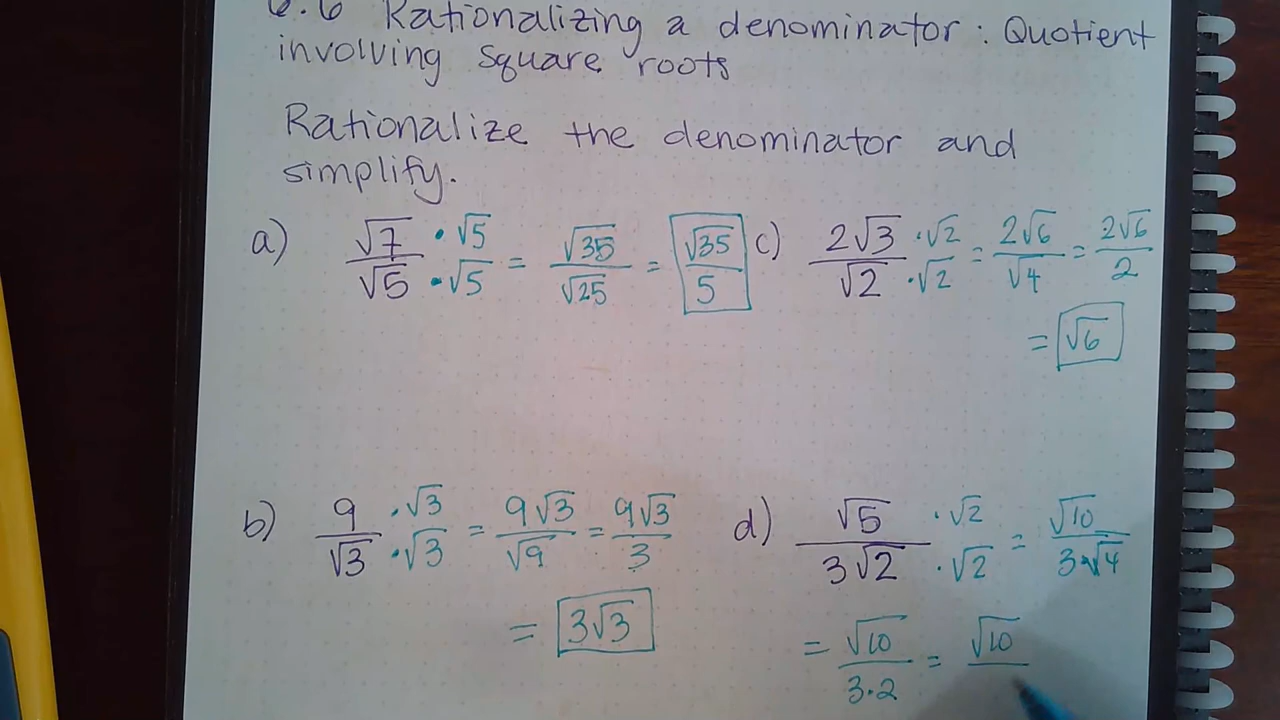 6.6 Rationalizing a denominator: Quotient
involving square roots
Rationalize the denominator and
simplify.
a) √7/√5 · √5/·√5 = √35/√25 = √35/5
c) 2√3/√2 · √2/·√2 = 2√6/√4 = 2√6/2
= √6
b) 9/√3 · √3/·√3 = 9√3/√9 = 9√3/3
= 3√3
d) √5/3√2 · √2/·√2 = √10/3·√4
= √10/3·2 = √10/